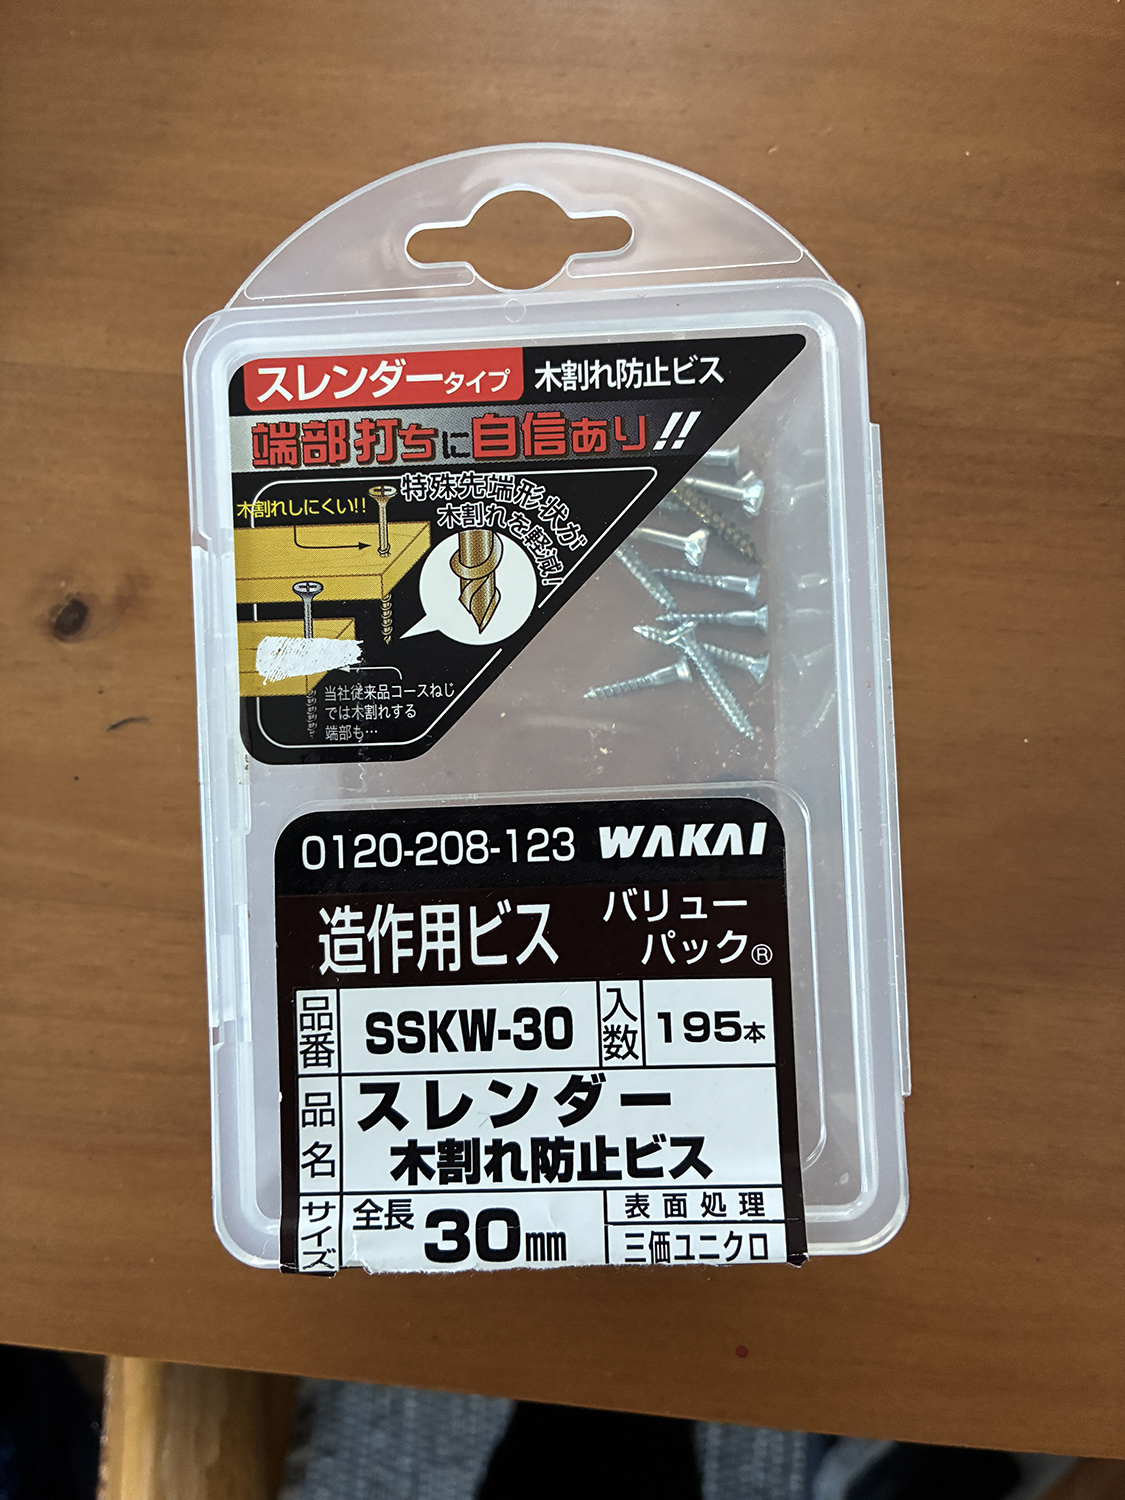 スレンダータイプ 木割れ防止ビス
端部打ちに自信あり!!
木割れしにくい!!
特殊先端形状が
木割れを軽減!
当社従来品コースねじ
では木割れする
端部も…
0120-208-123 WAKAI
造作用ビス
バリュー
パック®
品番 SSKW-30 入数 195本
品名 スレンダー
木割れ防止ビス
サイズ 全長 30mm
表面処理
三価ユニクロ